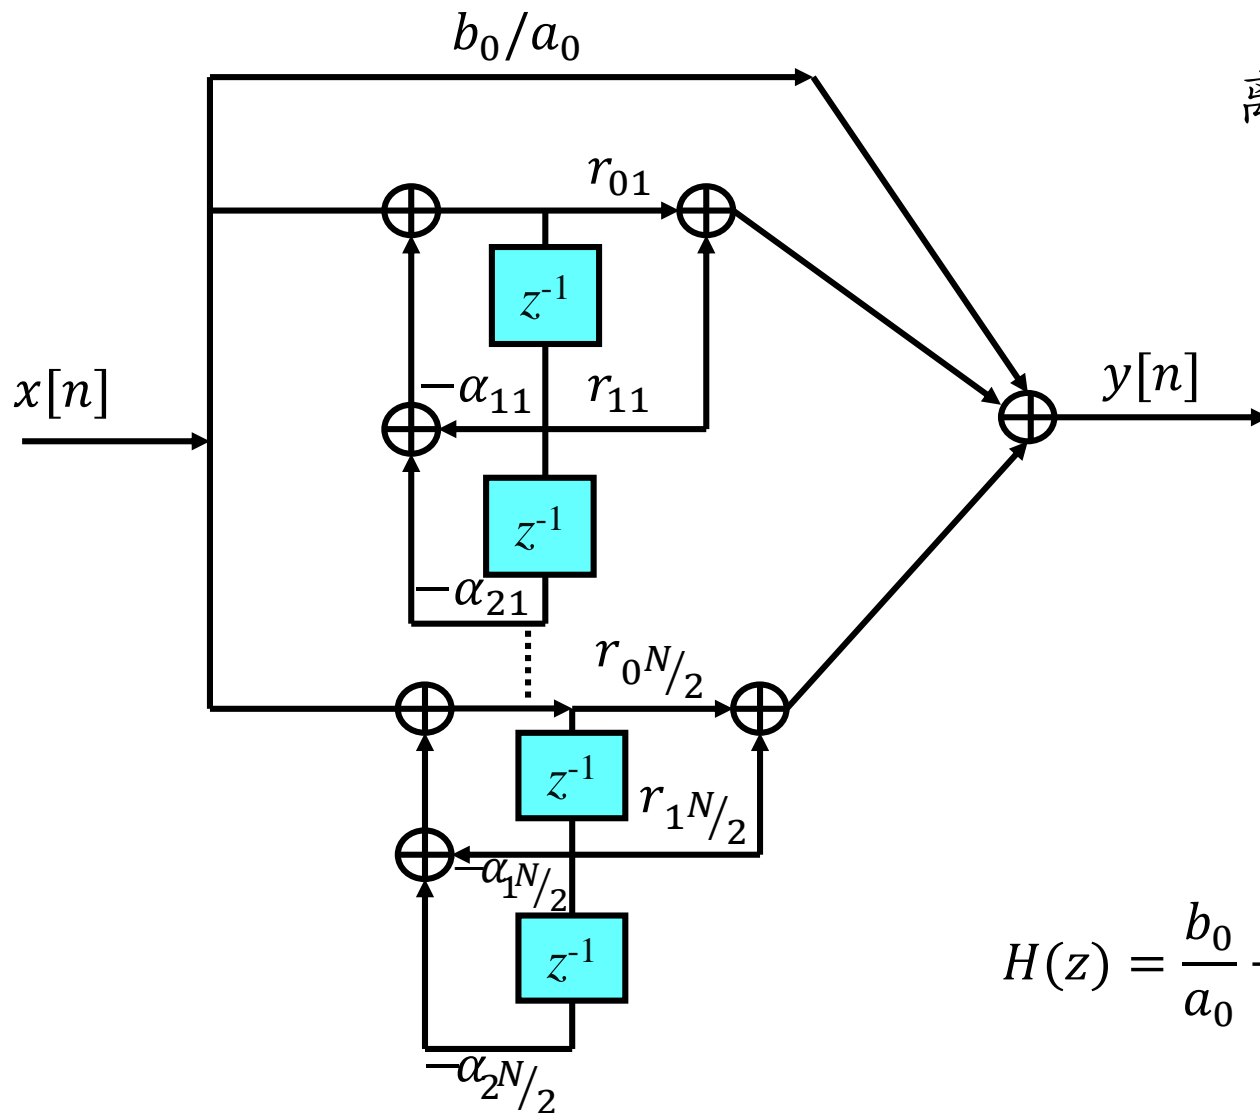 b₀/a₀
r₀₁
z⁻¹
x[n]
−α₁₁
r₁₁
y[n]
z⁻¹
−α₂₁
r₀N/2
z⁻¹
r₁N/2
−α₁N/2
z⁻¹
H(z) = b₀/a₀
−α₂N/2